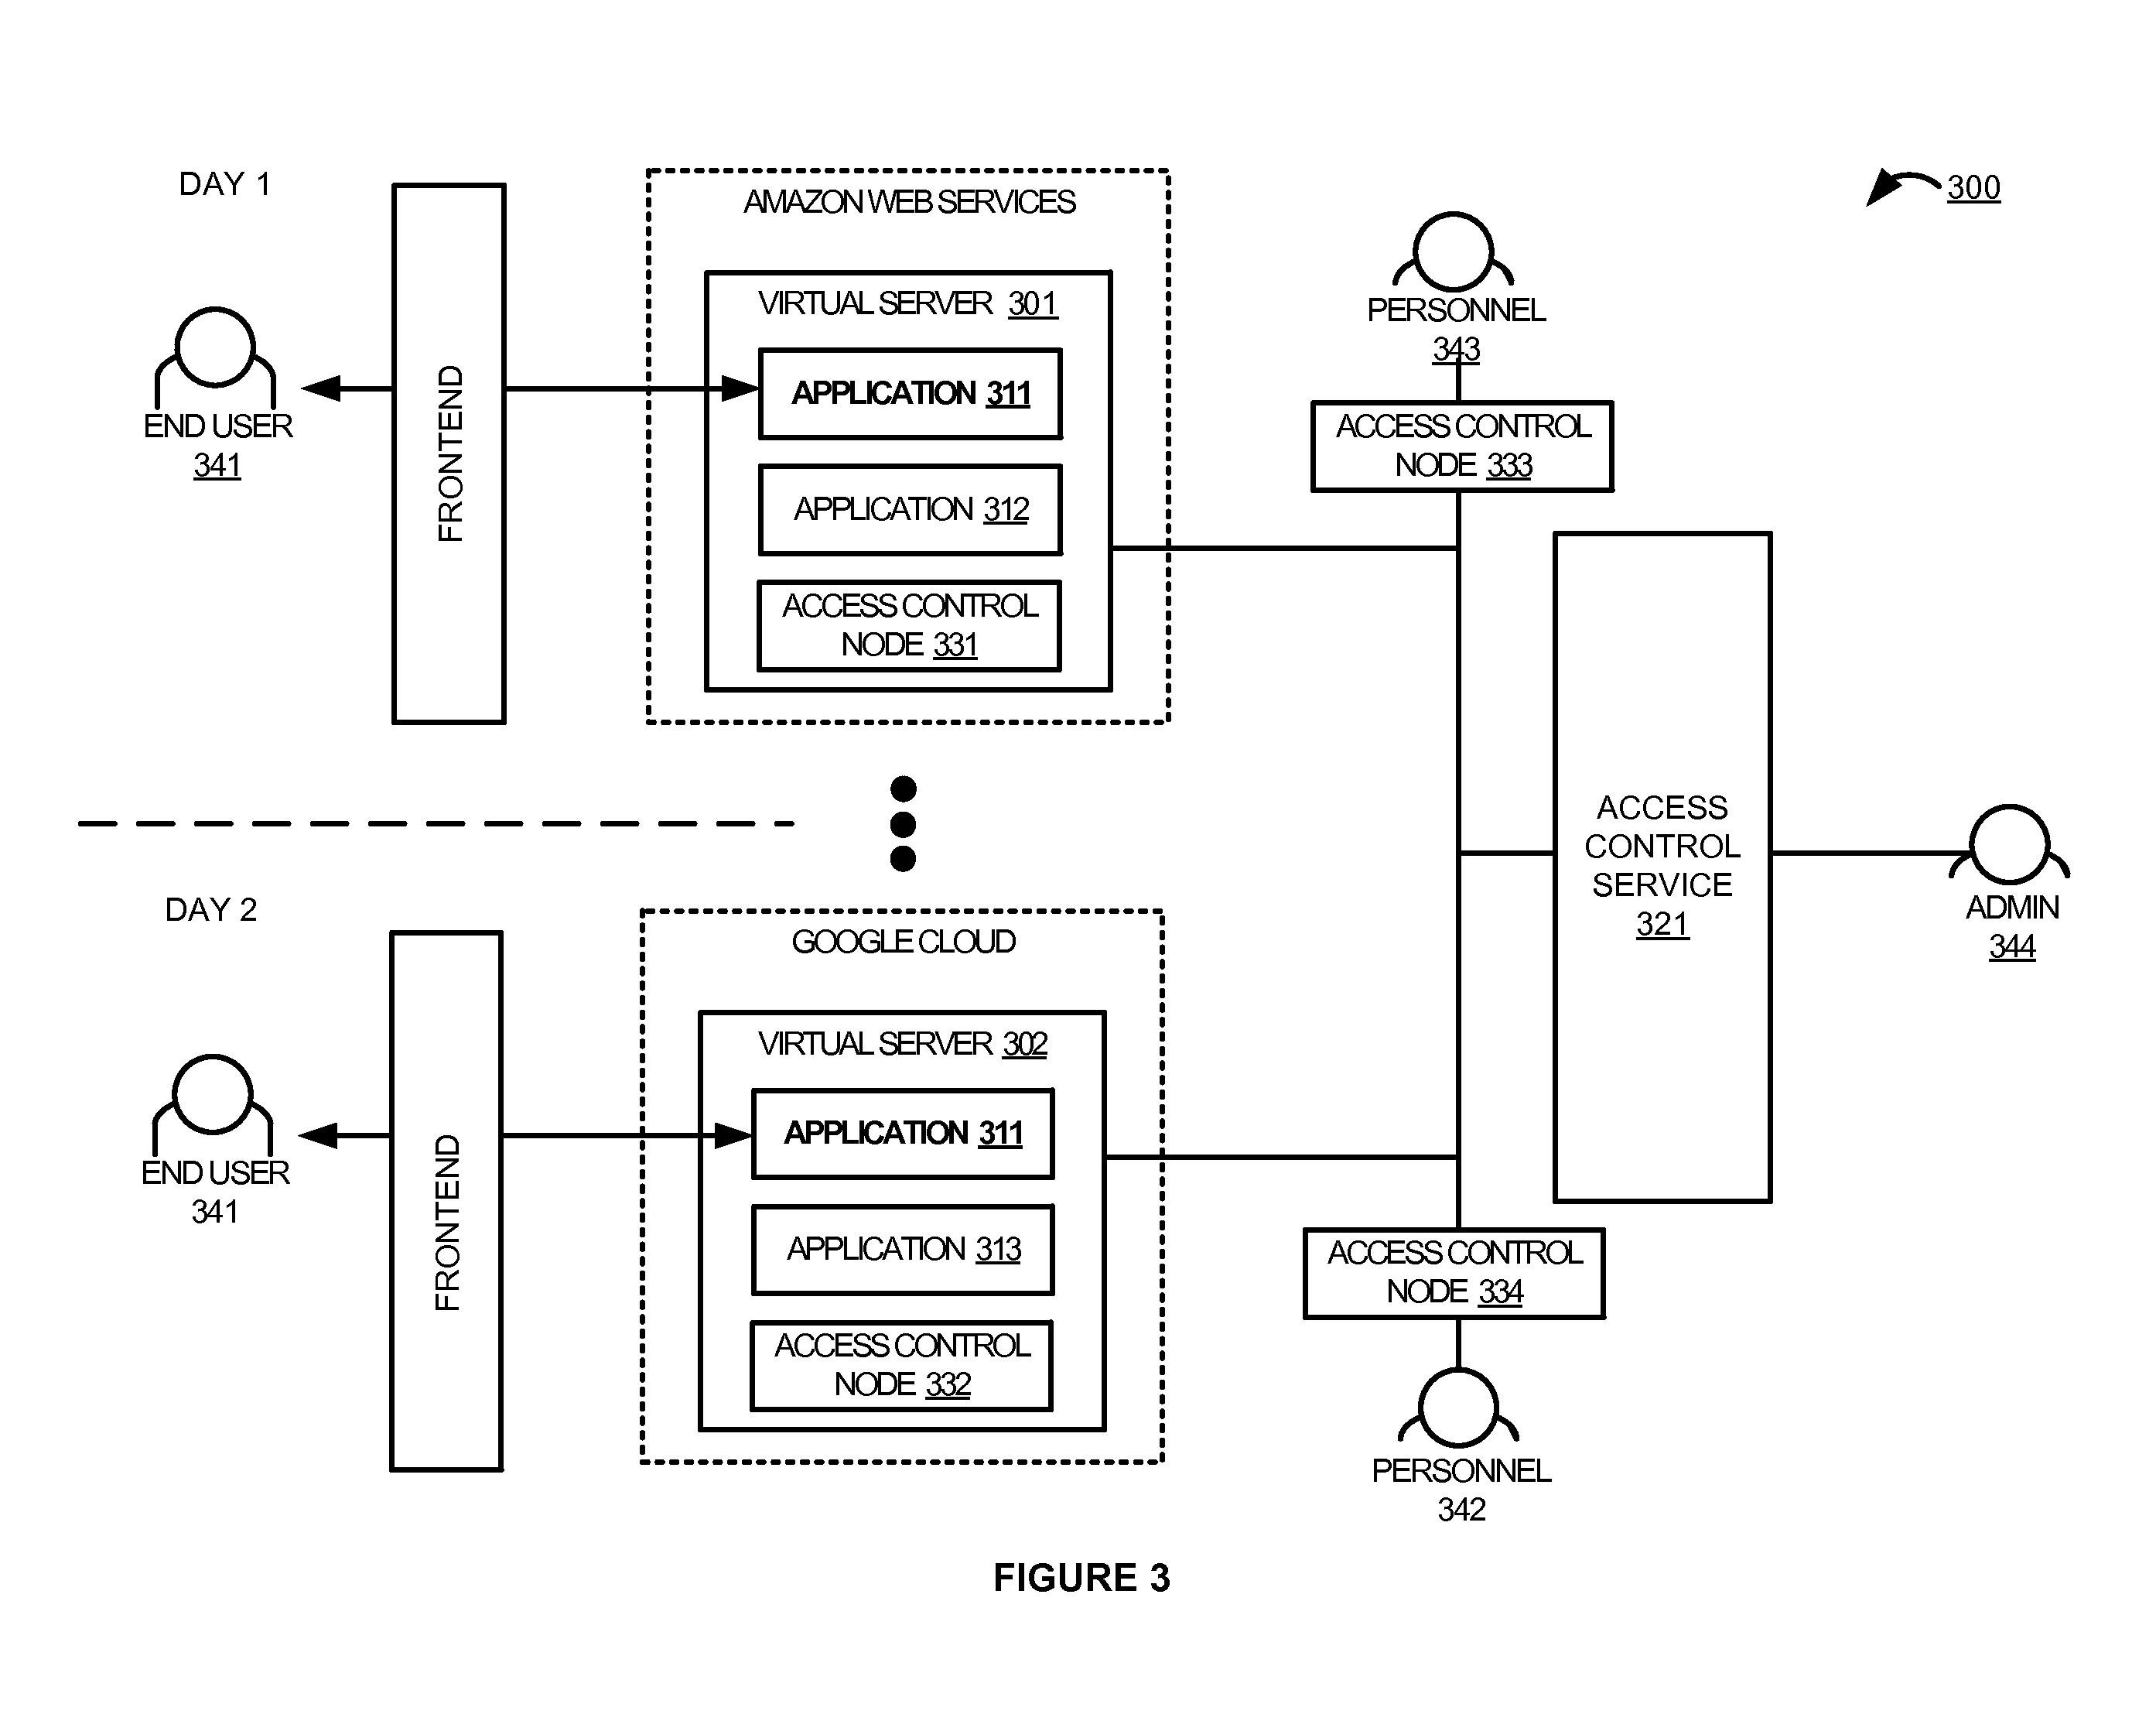 DAY 1
300
AMAZON WEB SERVICES
VIRTUAL SERVER 301
APPLICATION 311
APPLICATION 312
ACCESS CONTROL
NODE 331
END USER
341
FRONTEND
PERSONNEL
343
ACCESS CONTROL
NODE 333
ACCESS
CONTROL
SERVICE
321
ADMIN
344
DAY 2
GOOGLE CLOUD
VIRTUAL SERVER 302
APPLICATION 311
APPLICATION 313
ACCESS CONTROL
NODE 332
END USER
341
FRONTEND
ACCESS CONTROL
NODE 334
PERSONNEL
342
FIGURE 3